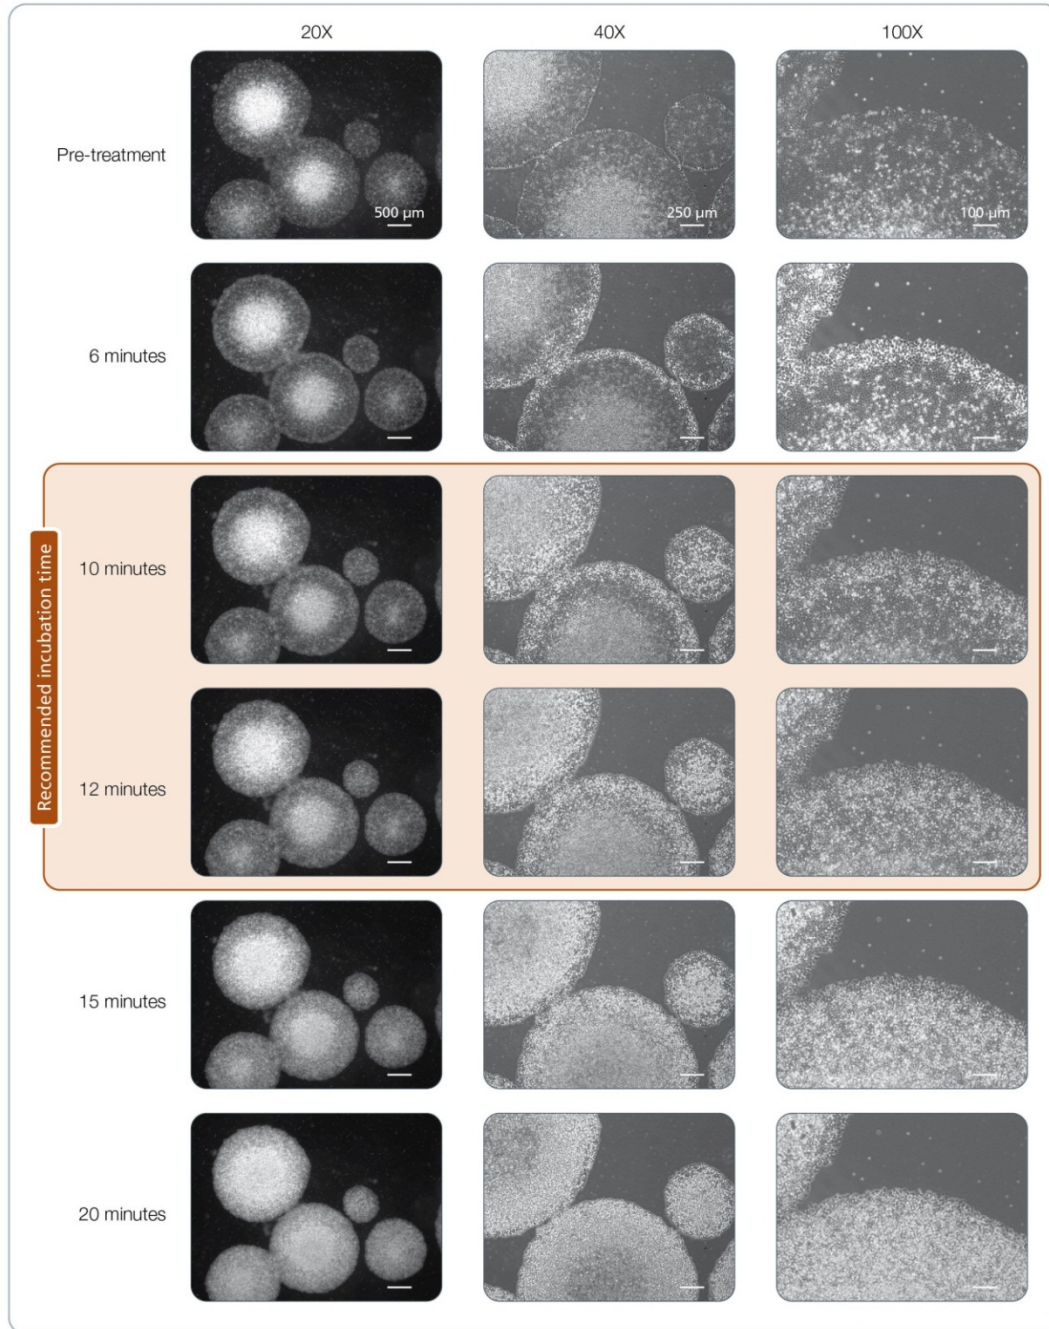 20X
40X
100X
Pre-treatment
500 µm
250 µm
100 µm
6 minutes
Recommended incubation time
10 minutes
12 minutes
15 minutes
20 minutes